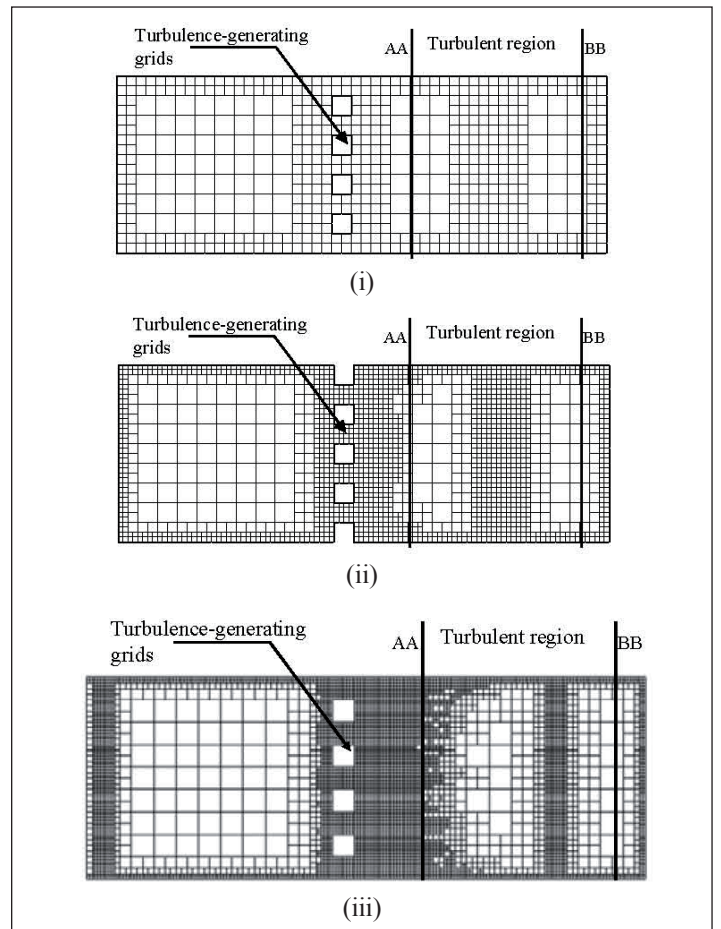 Turbulence-generating
grids
AA
Turbulent region
BB
(i)
Turbulence-generating
grids
AA
Turbulent region
BB
(ii)
Turbulence-generating
grids
AA
Turbulent region
BB
(iii)